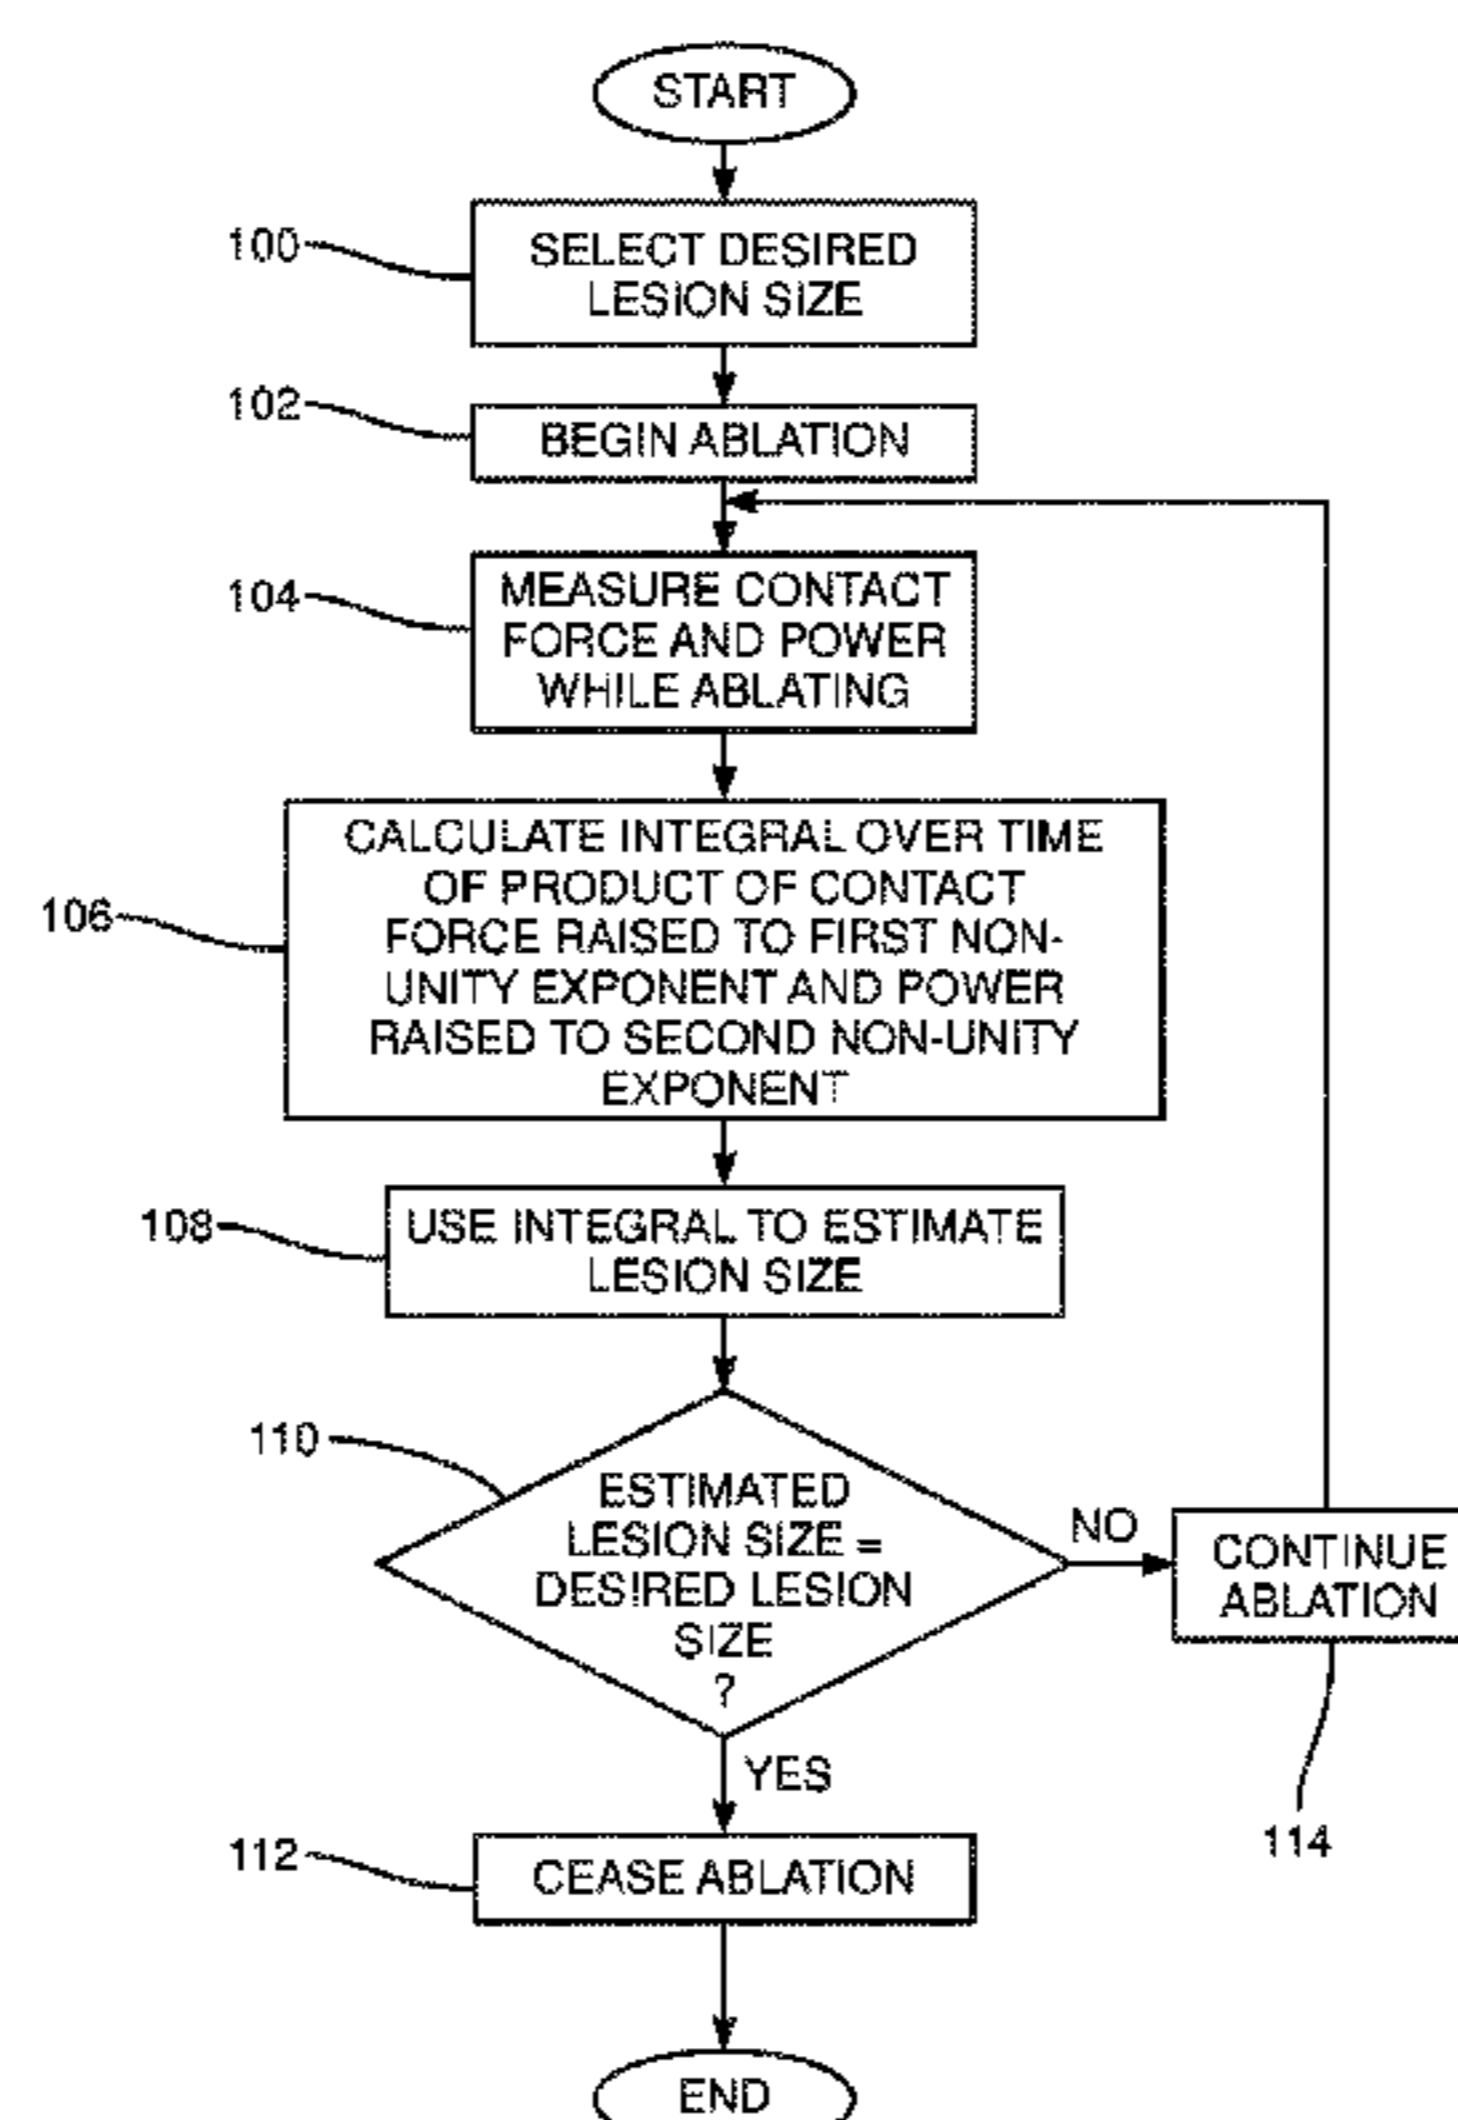 START
100
SELECT DESIRED
LESION SIZE
102
BEGIN ABLATION
104
MEASURE CONTACT
FORCE AND POWER
WHILE ABLATING
106
CALCULATE INTEGRAL OVER TIME
OF PRODUCT OF CONTACT
FORCE RAISED TO FIRST NON-
UNITY EXPONENT AND POWER
RAISED TO SECOND NON-UNITY
EXPONENT
108
USE INTEGRAL TO ESTIMATE
LESION SIZE
110
ESTIMATED
LESION SIZE =
DESIRED LESION
SIZE
?
NO
CONTINUE
ABLATION
114
YES
112
CEASE ABLATION
END